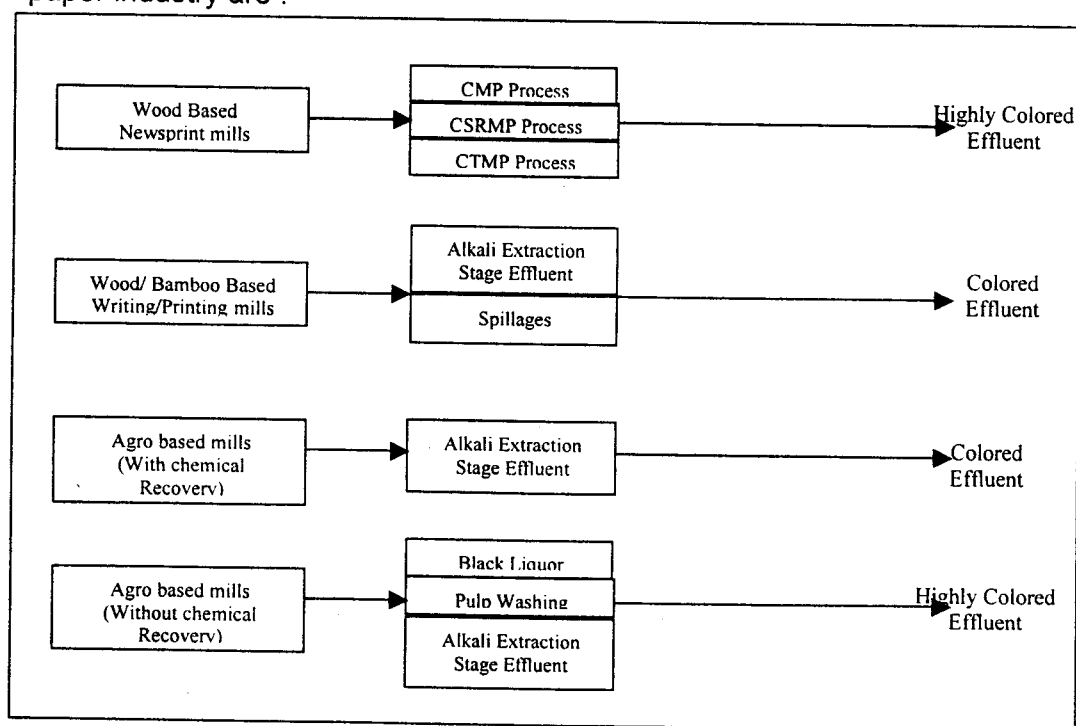 paper industry are :
Wood Based
Newsprint mills
CMP Process
CSRMP Process
CTMP Process
Highly Colored
Effluent
Wood/ Bamboo Based
Writing/Printing mills
Alkali Extraction
Stage Effluent
Spillages
Colored
Effluent
Agro based mills
(With chemical
Recovery)
Alkali Extraction
Stage Effluent
Colored
Effluent
Agro based mills
(Without chemical
Recovery)
Black Liquor
Pulp Washing
Alkali Extraction
Stage Effluent
Highly Colored
Effluent